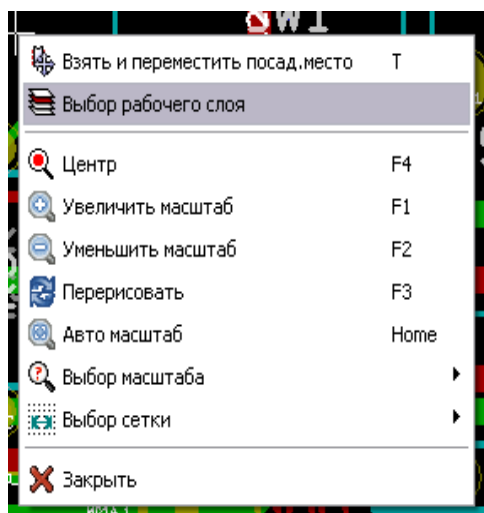 SW1
Взять и переместить посад.место T
Выбор рабочего слоя
Центр F4
Увеличить масштаб F1
Уменьшить масштаб F2
Перерисовать F3
Авто масштаб Home
Выбор масштаба
Выбор сетки
Закрыть